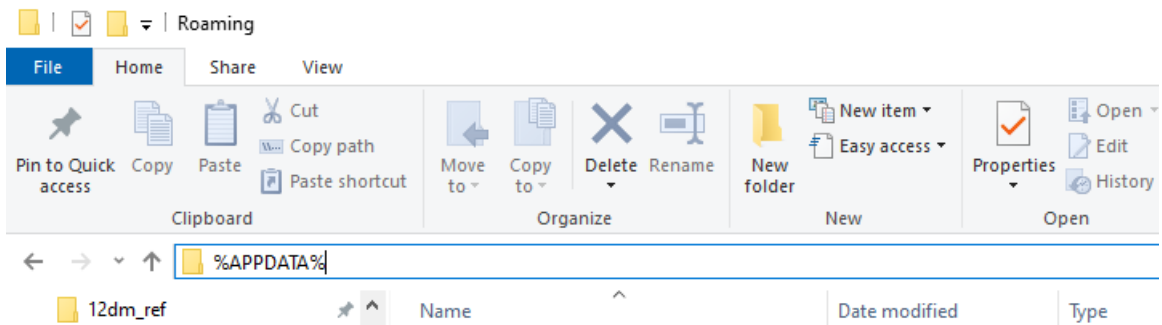 Roaming
File Home Share View
Pin to Quick access
Copy
Paste
Cut
Copy path
Paste shortcut
Clipboard
Move to
Copy to
Delete
Rename
Organize
New folder
New item
Easy access
New
Properties
Open
Edit
History
Open
%APPDATA%
12dm_ref
Name Date modified Type